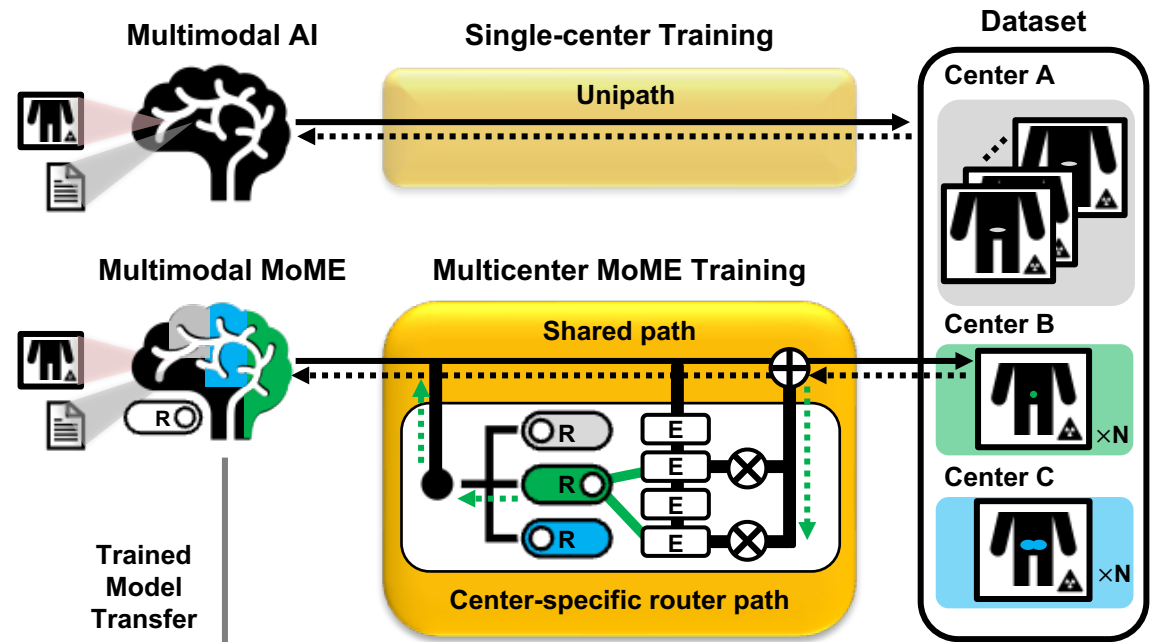 Multimodal AI
Single-center Training
Dataset
Unipath
Center A
Multimodal MoME
Multicenter MoME Training
Shared path
Center B
×N
R
R
R
R
E
E
E
E
Center C
×N
Center-specific router path
Trained
Model
Transfer